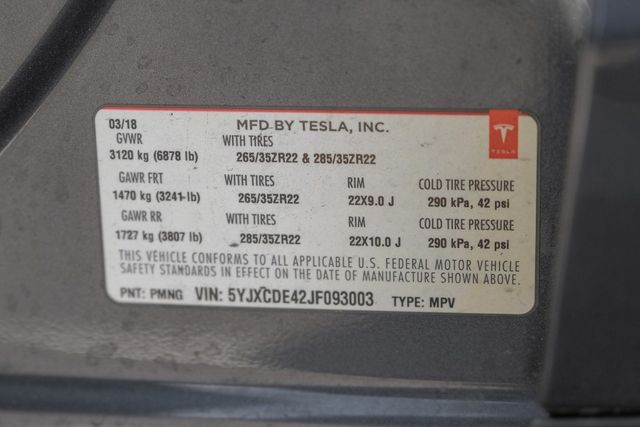 03/18 MFD BY TESLA, INC.
GVWR WITH TIRES
3120 kg (6878 lb) 265/35ZR22 & 285/35ZR22
TESLA
GAWR FRT WITH TIRES RIM COLD TIRE PRESSURE
1470 kg (3241 lb) 265/35ZR22 22X9.0 J 290 kPa, 42 psi
GAWR RR WITH TIRES RIM COLD TIRE PRESSURE
1727 kg (3807 lb) 285/35ZR22 22X10.0 J 290 kPa, 42 psi
THIS VEHICLE CONFORMS TO ALL APPLICABLE U.S. FEDERAL MOTOR VEHICLE
SAFETY STANDARDS IN EFFECT ON THE DATE OF MANUFACTURE SHOWN ABOVE.
PNT: PMNG VIN: 5YJXCDE42JF093003 TYPE: MPV